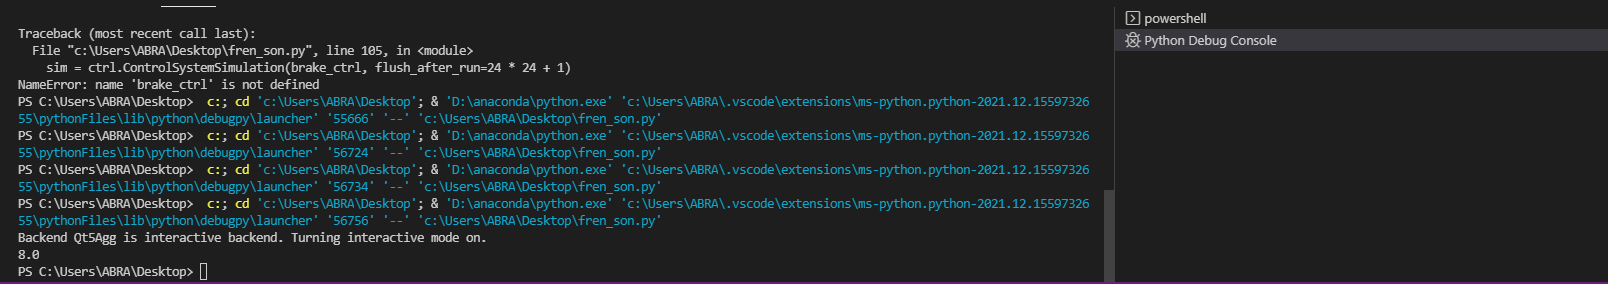 Traceback (most recent call last):
  File "c:\Users\ABRA\Desktop\fren_son.py", line 105, in <module>
    sim = ctrl.ControlSystemSimulation(brake_ctrl, flush_after_run=24 * 24 + 1)
NameError: name 'brake_ctrl' is not defined
PS C:\Users\ABRA\Desktop>  c:; cd 'c:\Users\ABRA\Desktop'; & 'D:\anaconda\python.exe' 'c:\Users\ABRA\.vscode\extensions\ms-python.python-2021.12.15597326
55\pythonFiles\lib\python\debugpy\launcher' '55666' '--' 'c:\Users\ABRA\Desktop\fren_son.py'
PS C:\Users\ABRA\Desktop>  c:; cd 'c:\Users\ABRA\Desktop'; & 'D:\anaconda\python.exe' 'c:\Users\ABRA\.vscode\extensions\ms-python.python-2021.12.15597326
55\pythonFiles\lib\python\debugpy\launcher' '56724' '--' 'c:\Users\ABRA\Desktop\fren_son.py'
PS C:\Users\ABRA\Desktop>  c:; cd 'c:\Users\ABRA\Desktop'; & 'D:\anaconda\python.exe' 'c:\Users\ABRA\.vscode\extensions\ms-python.python-2021.12.15597326
55\pythonFiles\lib\python\debugpy\launcher' '56734' '--' 'c:\Users\ABRA\Desktop\fren_son.py'
PS C:\Users\ABRA\Desktop>  c:; cd 'c:\Users\ABRA\Desktop'; & 'D:\anaconda\python.exe' 'c:\Users\ABRA\.vscode\extensions\ms-python.python-2021.12.15597326
55\pythonFiles\lib\python\debugpy\launcher' '56756' '--' 'c:\Users\ABRA\Desktop\fren_son.py'
Backend Qt5Agg is interactive backend. Turning interactive mode on.
8.0
PS C:\Users\ABRA\Desktop>
powershell
Python Debug Console